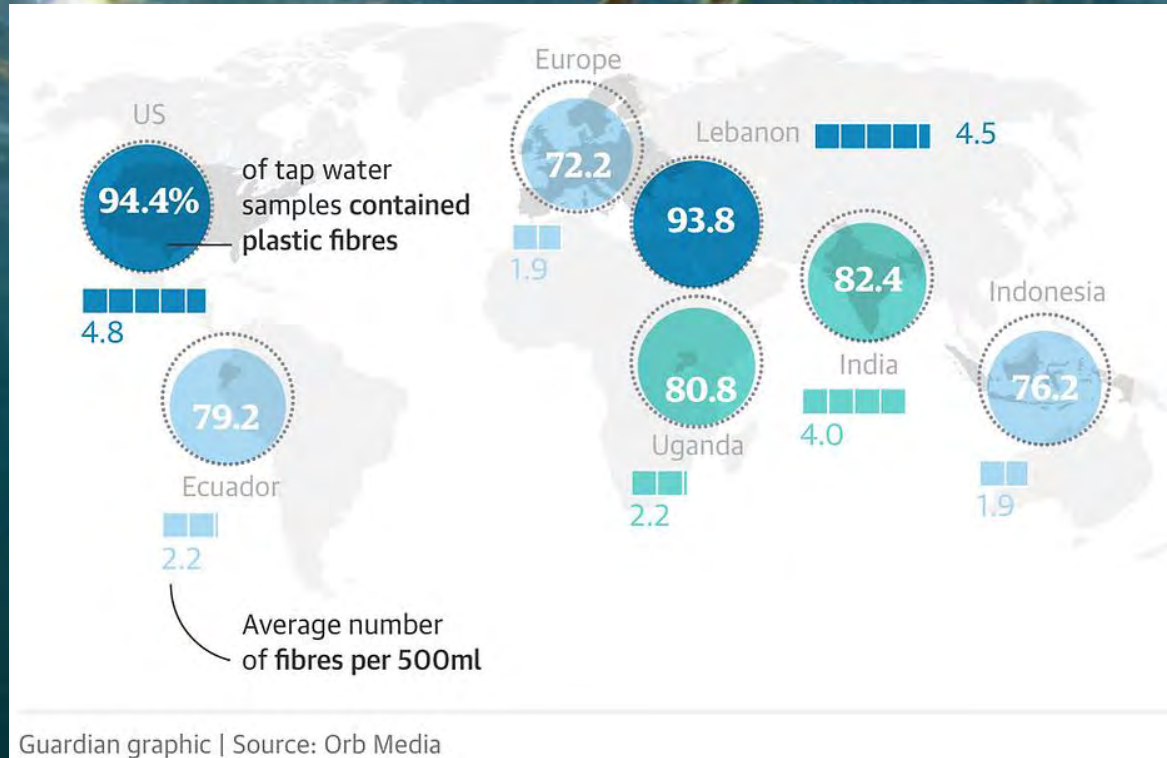 US
94.4%
of tap water
samples contained
plastic fibres
4.8
Europe
72.2
1.9
Lebanon
4.5
93.8
82.4
India
4.0
80.8
Uganda
2.2
Indonesia
76.2
1.9
79.2
Ecuador
2.2
Average number
of fibres per 500ml
Guardian graphic | Source: Orb Media